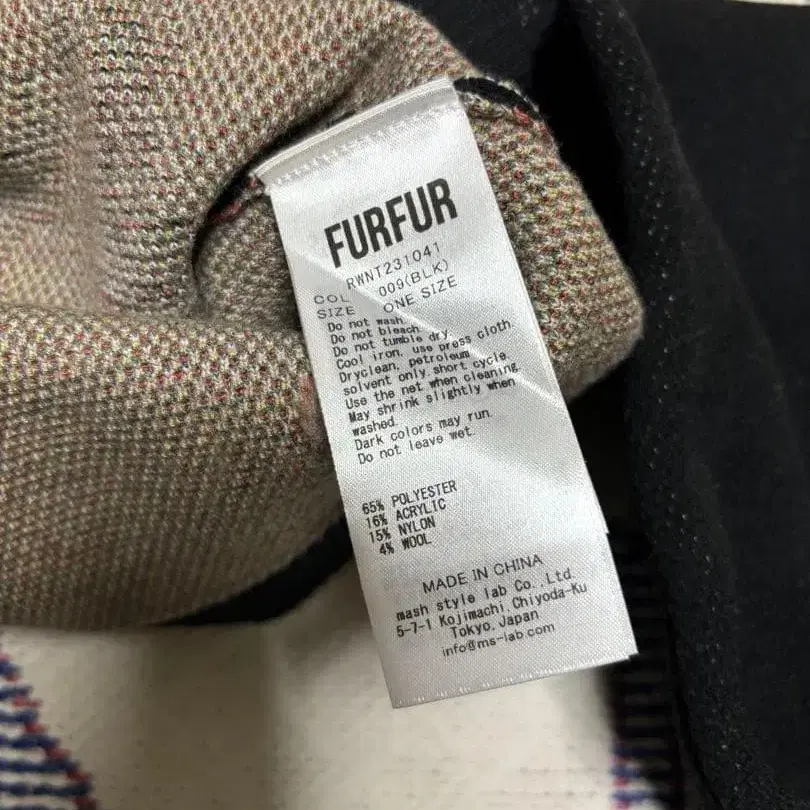 FURFUR
RWNT231041
COL 009(BLK)
SIZE ONE SIZE
Do not wash.
Do not bleach.
Do not tumble dry.
Cool iron, use press cloth.
Dryclean, petroleum
solvent only,short cycle.
Use the net when cleaning.
May shrink slightly when
washed.
Dark colors may run.
Do not leave wet.
65% POLYESTER
16% ACRYLIC
15% NYLON
4% WOOL
MADE IN CHINA
mash style lab Co.,Ltd.
5-7-1 Kojimachi,Chiyoda-Ku
Tokyo,Japan
info@ms-lab.com